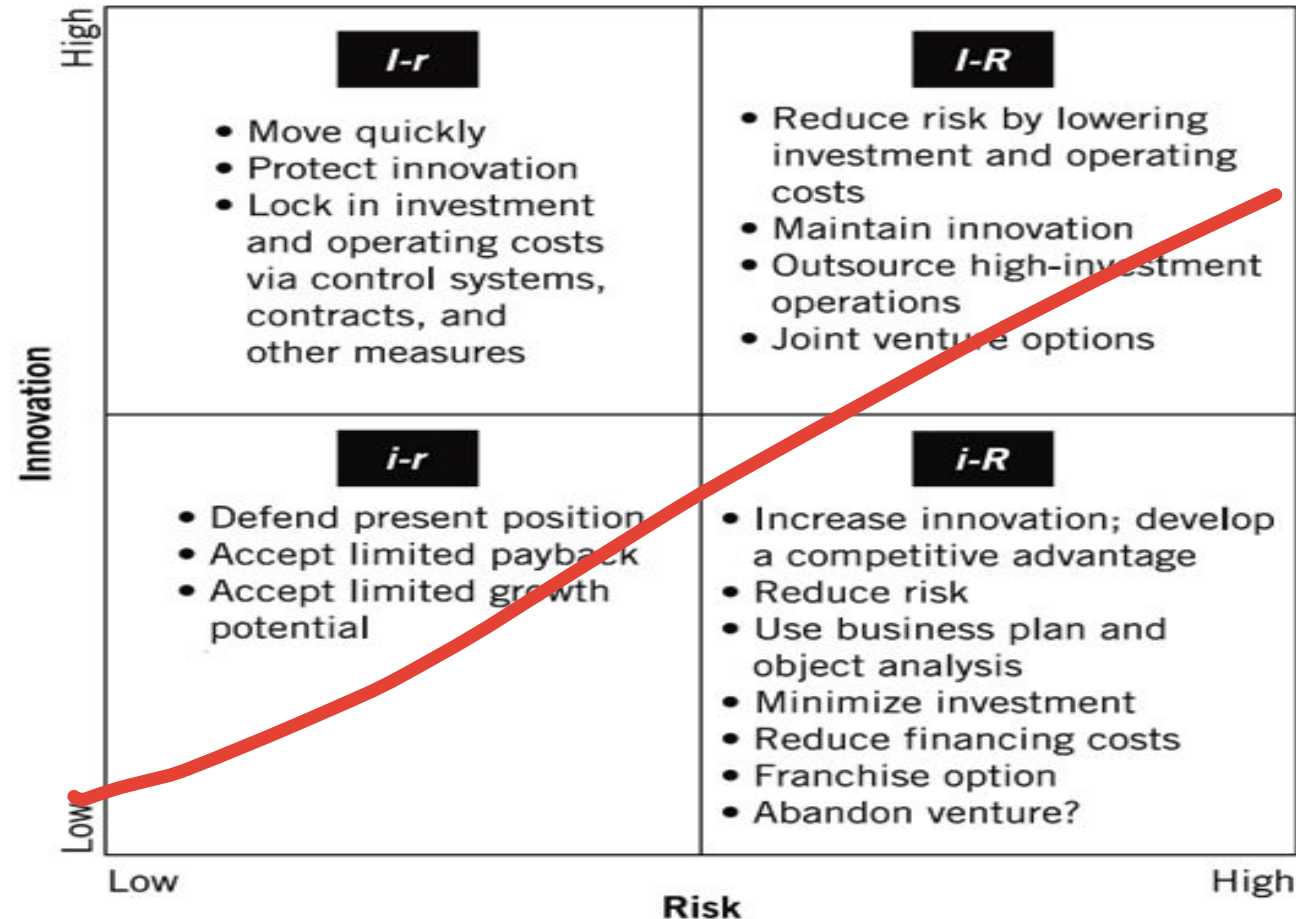 High
I-r
• Move quickly
• Protect innovation
• Lock in investment
and operating costs
via control systems,
contracts, and
other measures
I-R
• Reduce risk by lowering
investment and operating
costs
• Maintain innovation
• Outsource high-investment
operations
• Joint venture options
Innovation
i-r
• Defend present position
• Accept limited payback
• Accept limited growth
potential
i-R
• Increase innovation; develop
a competitive advantage
• Reduce risk
• Use business plan and
object analysis
• Minimize investment
• Reduce financing costs
• Franchise option
• Abandon venture?
Low
Low
Risk
High